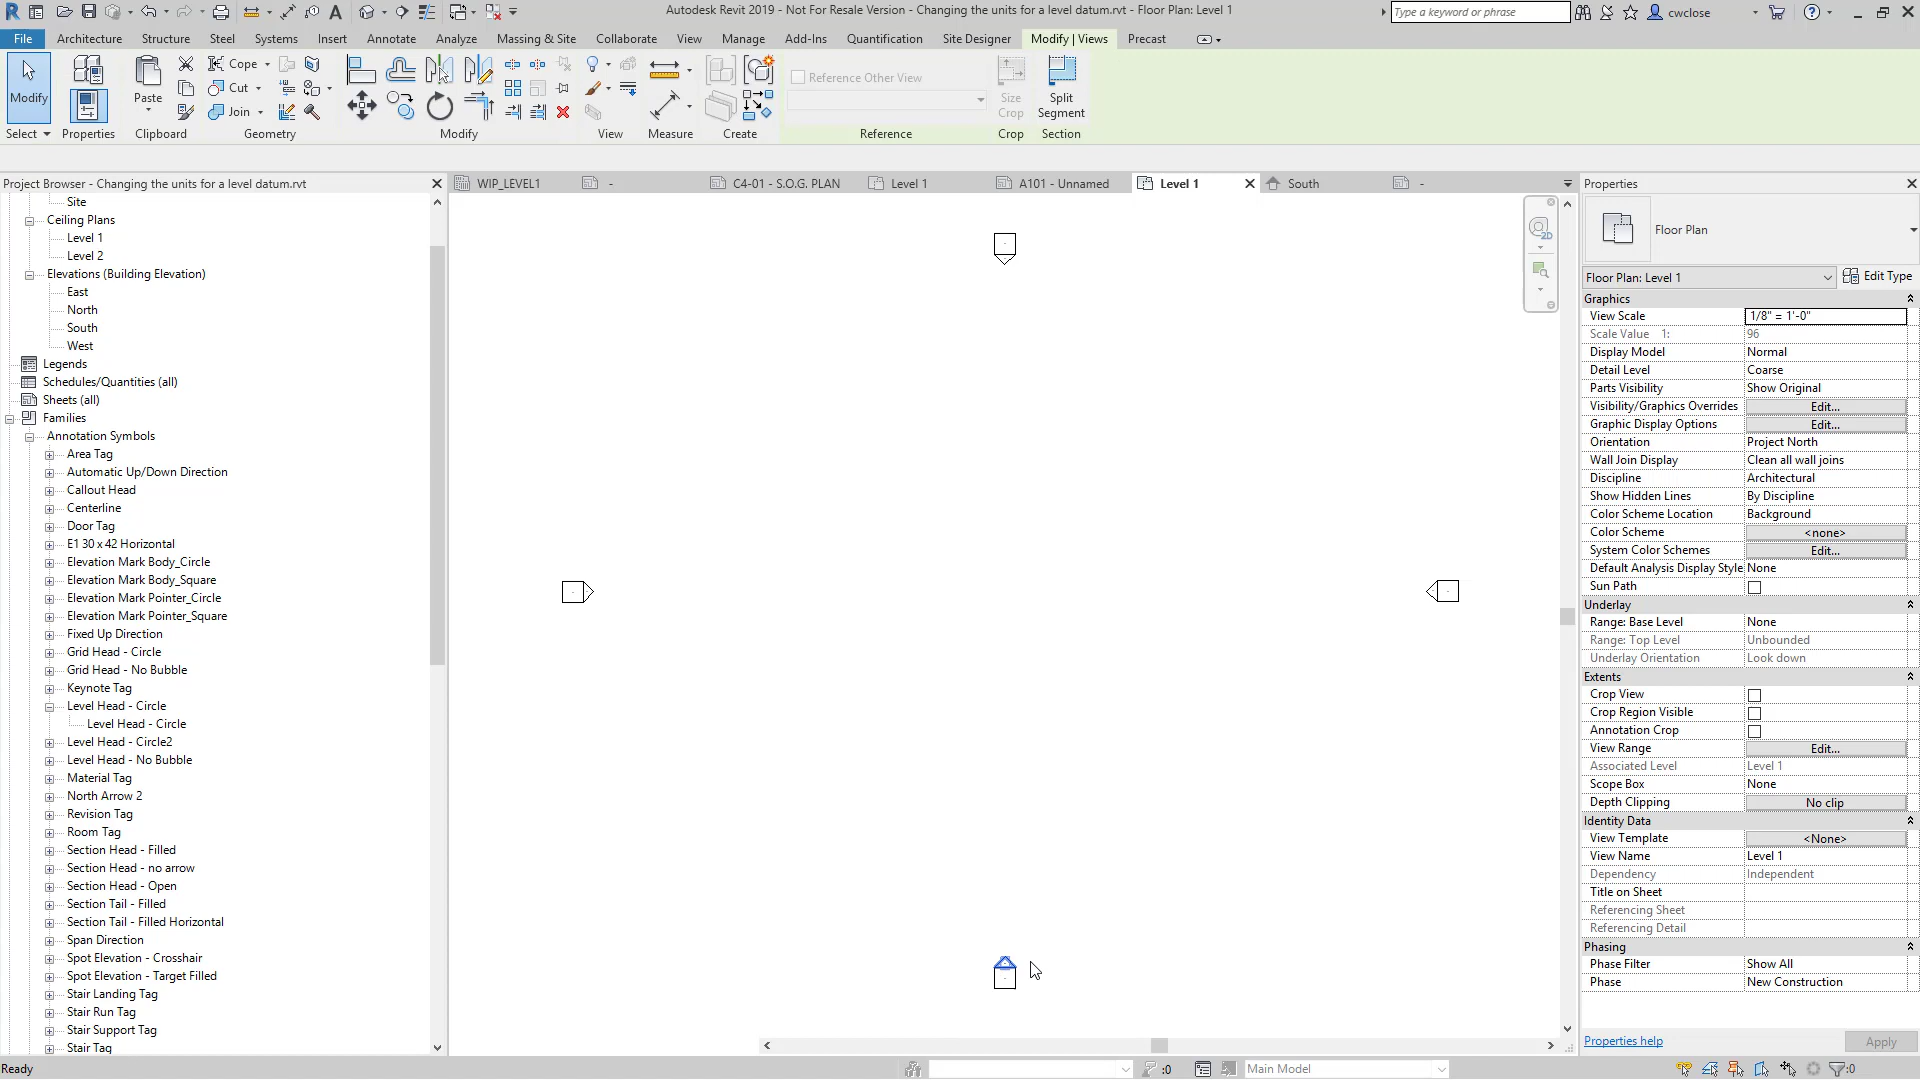 Autodesk Revit 2019 - Not For Resale Version - Changing the units for a level datum.rvt - Floor Plan: Level 1
Type a keyword or phrase
cwclose
File
Architecture
Structure
Steel
Systems
Insert
Annotate
Analyze
Massing & Site
Collaborate
View
Manage
Add-Ins
Quantification
Site Designer
Modify | Views
Precast
Modify
Paste
Cope
Cut
Join
Reference Other View
Size Crop
Split Segment
Select
Properties
Clipboard
Geometry
Modify
View
Measure
Create
Reference
Crop
Section
Project Browser - Changing the units for a level datum.rvt
WIP_LEVEL1
-
C4-01 - S.O.G. PLAN
Level 1
A101 - Unnamed
Level 1
South
-
Site
Ceiling Plans
Level 1
Level 2
Elevations (Building Elevation)
East
North
South
West
Legends
Schedules/Quantities (all)
Sheets (all)
Families
Annotation Symbols
Area Tag
Automatic Up/Down Direction
Callout Head
Centerline
Door Tag
E1 30 x 42 Horizontal
Elevation Mark Body_Circle
Elevation Mark Body_Square
Elevation Mark Pointer_Circle
Elevation Mark Pointer_Square
Fixed Up Direction
Grid Head - Circle
Grid Head - No Bubble
Keynote Tag
Level Head - Circle
Level Head - Circle
Level Head - Circle2
Level Head - No Bubble
Material Tag
North Arrow 2
Revision Tag
Room Tag
Section Head - Filled
Section Head - no arrow
Section Head - Open
Section Tail - Filled
Section Tail - Filled Horizontal
Span Direction
Spot Elevation - Crosshair
Spot Elevation - Target Filled
Stair Landing Tag
Stair Run Tag
Stair Support Tag
Stair Tag
2D
Properties
Floor Plan
Floor Plan: Level 1
Edit Type
Graphics
View Scale 1/8" = 1'-0"
Scale Value 1: 96
Display Model Normal
Detail Level Coarse
Parts Visibility Show Original
Visibility/Graphics Overrides Edit...
Graphic Display Options Edit...
Orientation Project North
Wall Join Display Clean all wall joins
Discipline Architectural
Show Hidden Lines By Discipline
Color Scheme Location Background
Color Scheme <none>
System Color Schemes Edit...
Default Analysis Display Style None
Sun Path
Underlay
Range: Base Level None
Range: Top Level Unbounded
Underlay Orientation Look down
Extents
Crop View
Crop Region Visible
Annotation Crop
View Range Edit...
Associated Level Level 1
Scope Box None
Depth Clipping No clip
Identity Data
View Template <None>
View Name Level 1
Dependency Independent
Title on Sheet
Referencing Sheet
Referencing Detail
Phasing
Phase Filter Show All
Phase New Construction
Properties help
Apply
Ready
:0
Main Model
:0